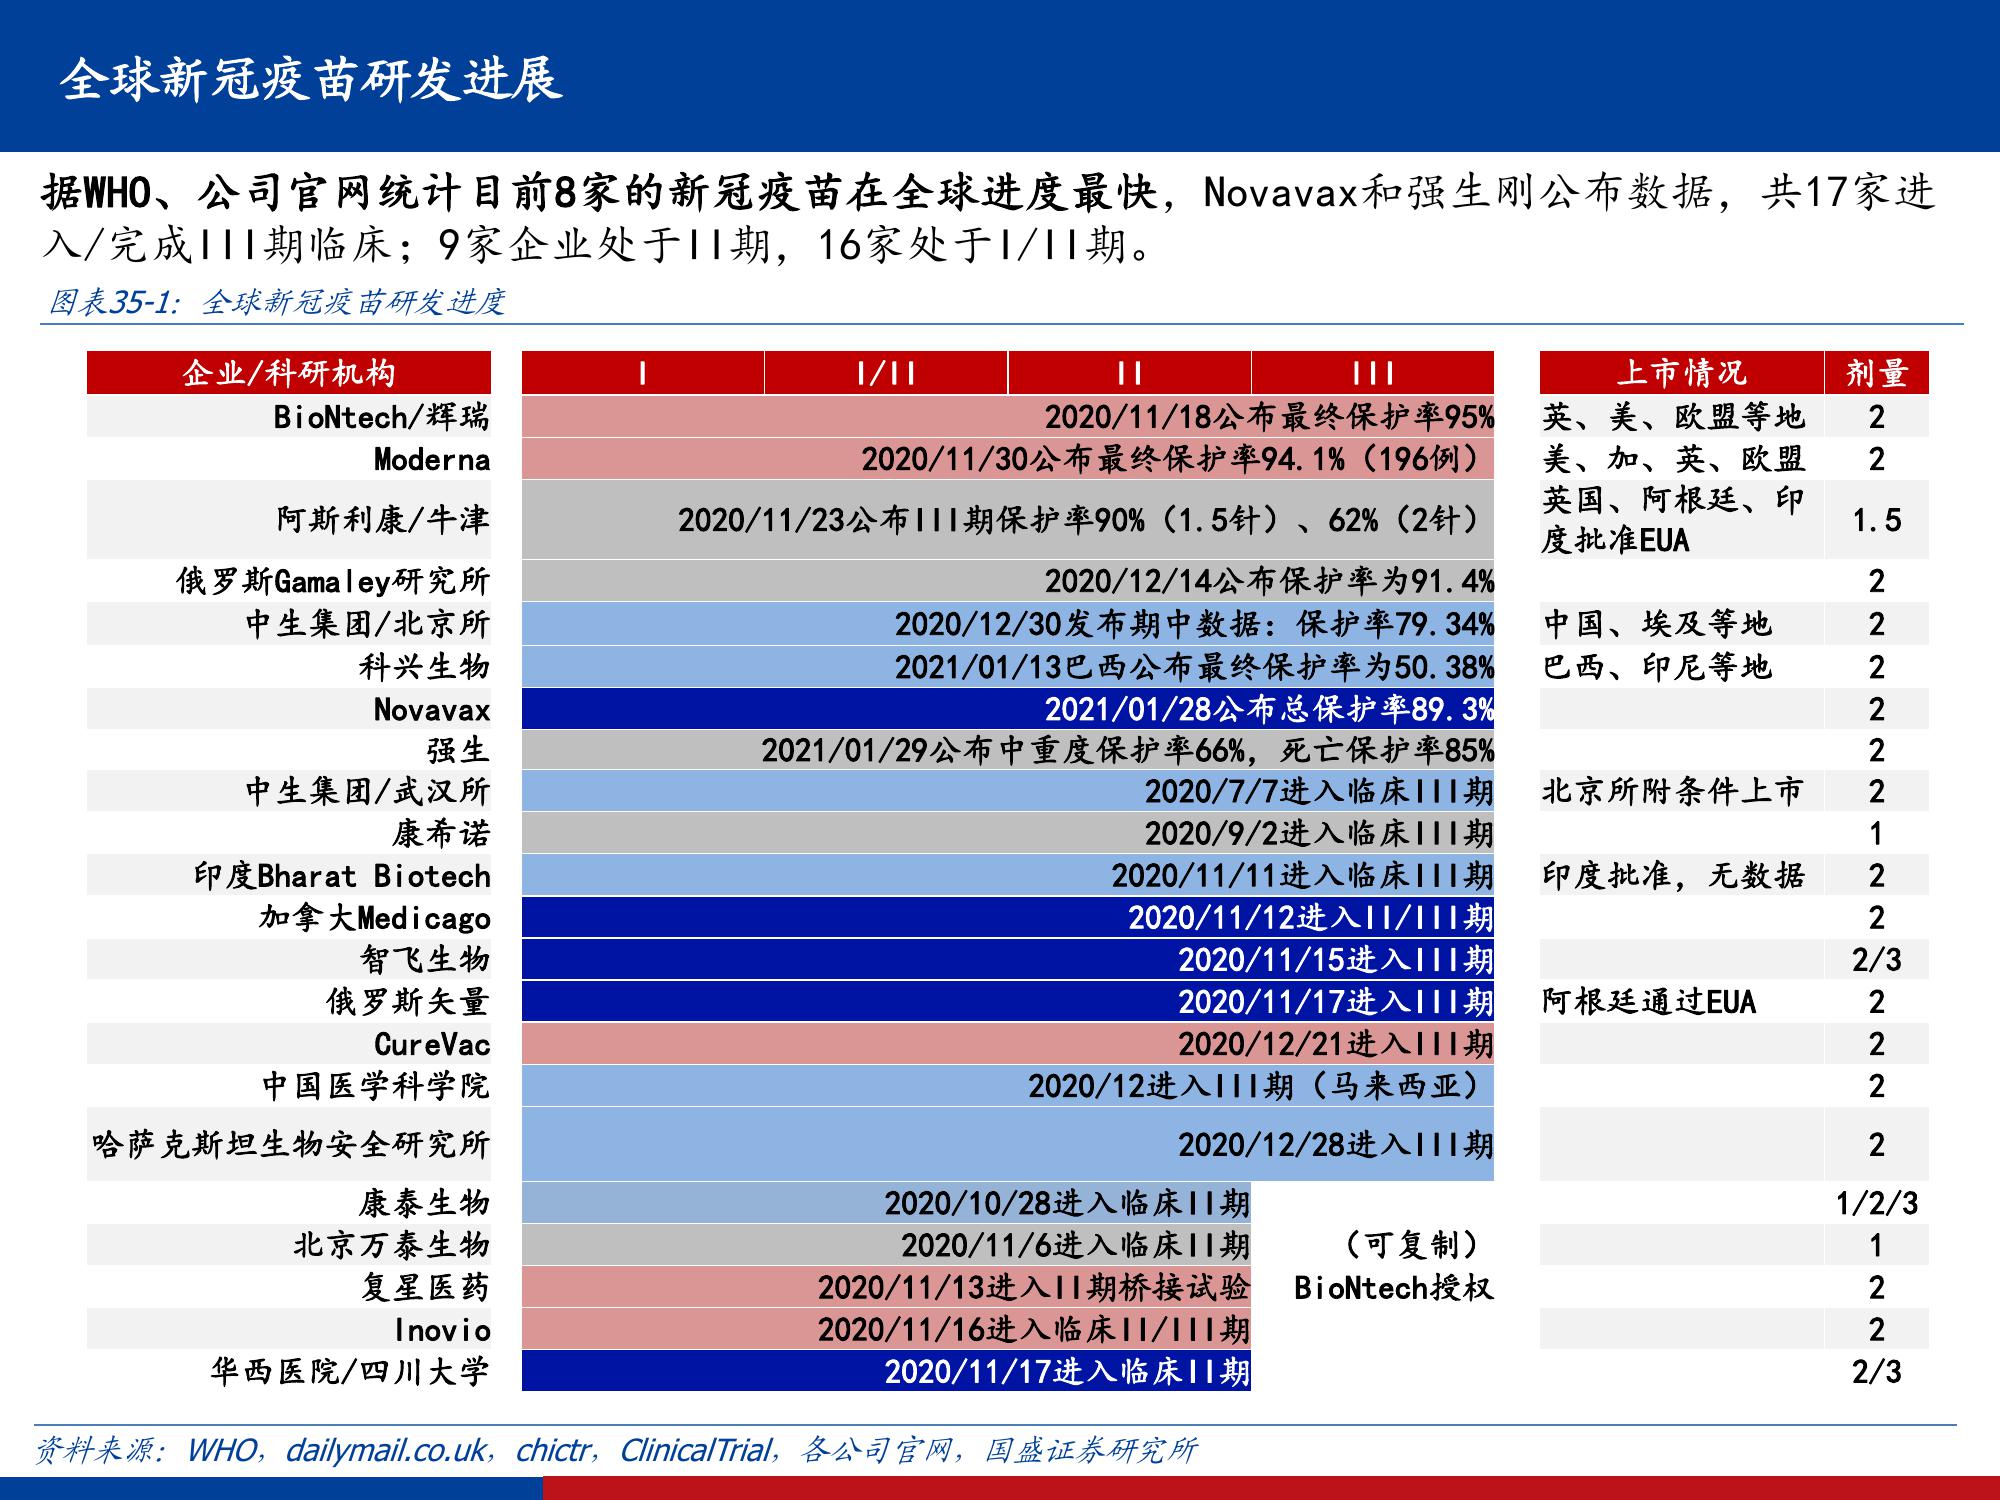 全球新冠疫苗研发进展
据WHO、公司官网统计目前8家的新冠疫苗在全球进度最快，Novavax和强生刚公布数据，共17家进
入/完成III期临床；9家企业处于II期，16家处于I/II期。
图表35-1：全球新冠疫苗研发进度
企业/科研机构 I I/II II III 上市情况 剂量
BioNtech/辉瑞 2020/11/18公布最终保护率95% 英、美、欧盟等地 2
Moderna 2020/11/30公布最终保护率94.1%（196例） 美、加、英、欧盟 2
阿斯利康/牛津 2020/11/23公布III期保护率90%（1.5针）、62%（2针） 英国、阿根廷、印 1.5
度批准EUA
俄罗斯Gamaley研究所 2020/12/14公布保护率为91.4% 2
中生集团/北京所 2020/12/30发布期中数据：保护率79.34% 中国、埃及等地 2
科兴生物 2021/01/13巴西公布最终保护率为50.38% 巴西、印尼等地 2
Novavax 2021/01/28公布总保护率89.3% 2
强生 2021/01/29公布中重度保护率66%，死亡保护率85% 2
中生集团/武汉所 2020/7/7进入临床III期 北京所附条件上市 2
康希诺 2020/9/2进入临床III期 1
印度Bharat Biotech 2020/11/11进入临床III期 印度批准，无数据 2
加拿大Medicago 2020/11/12进入II/III期 2
智飞生物 2020/11/15进入III期 2/3
俄罗斯矢量 2020/11/17进入III期 阿根廷通过EUA 2
CureVac 2020/12/21进入III期 2
中国医学科学院 2020/12进入III期（马来西亚） 2
哈萨克斯坦生物安全研究所 2020/12/28进入III期 2
康泰生物 2020/10/28进入临床II期 1/2/3
北京万泰生物 2020/11/6进入临床II期 （可复制） 1
复星医药 2020/11/13进入II期桥接试验 BioNtech授权 2
Inovio 2020/11/16进入临床II/III期 2
华西医院/四川大学 2020/11/17进入临床II期 2/3
资料来源：WHO，dailymail.co.uk，chictr，ClinicalTrial，各公司官网，国盛证券研究所